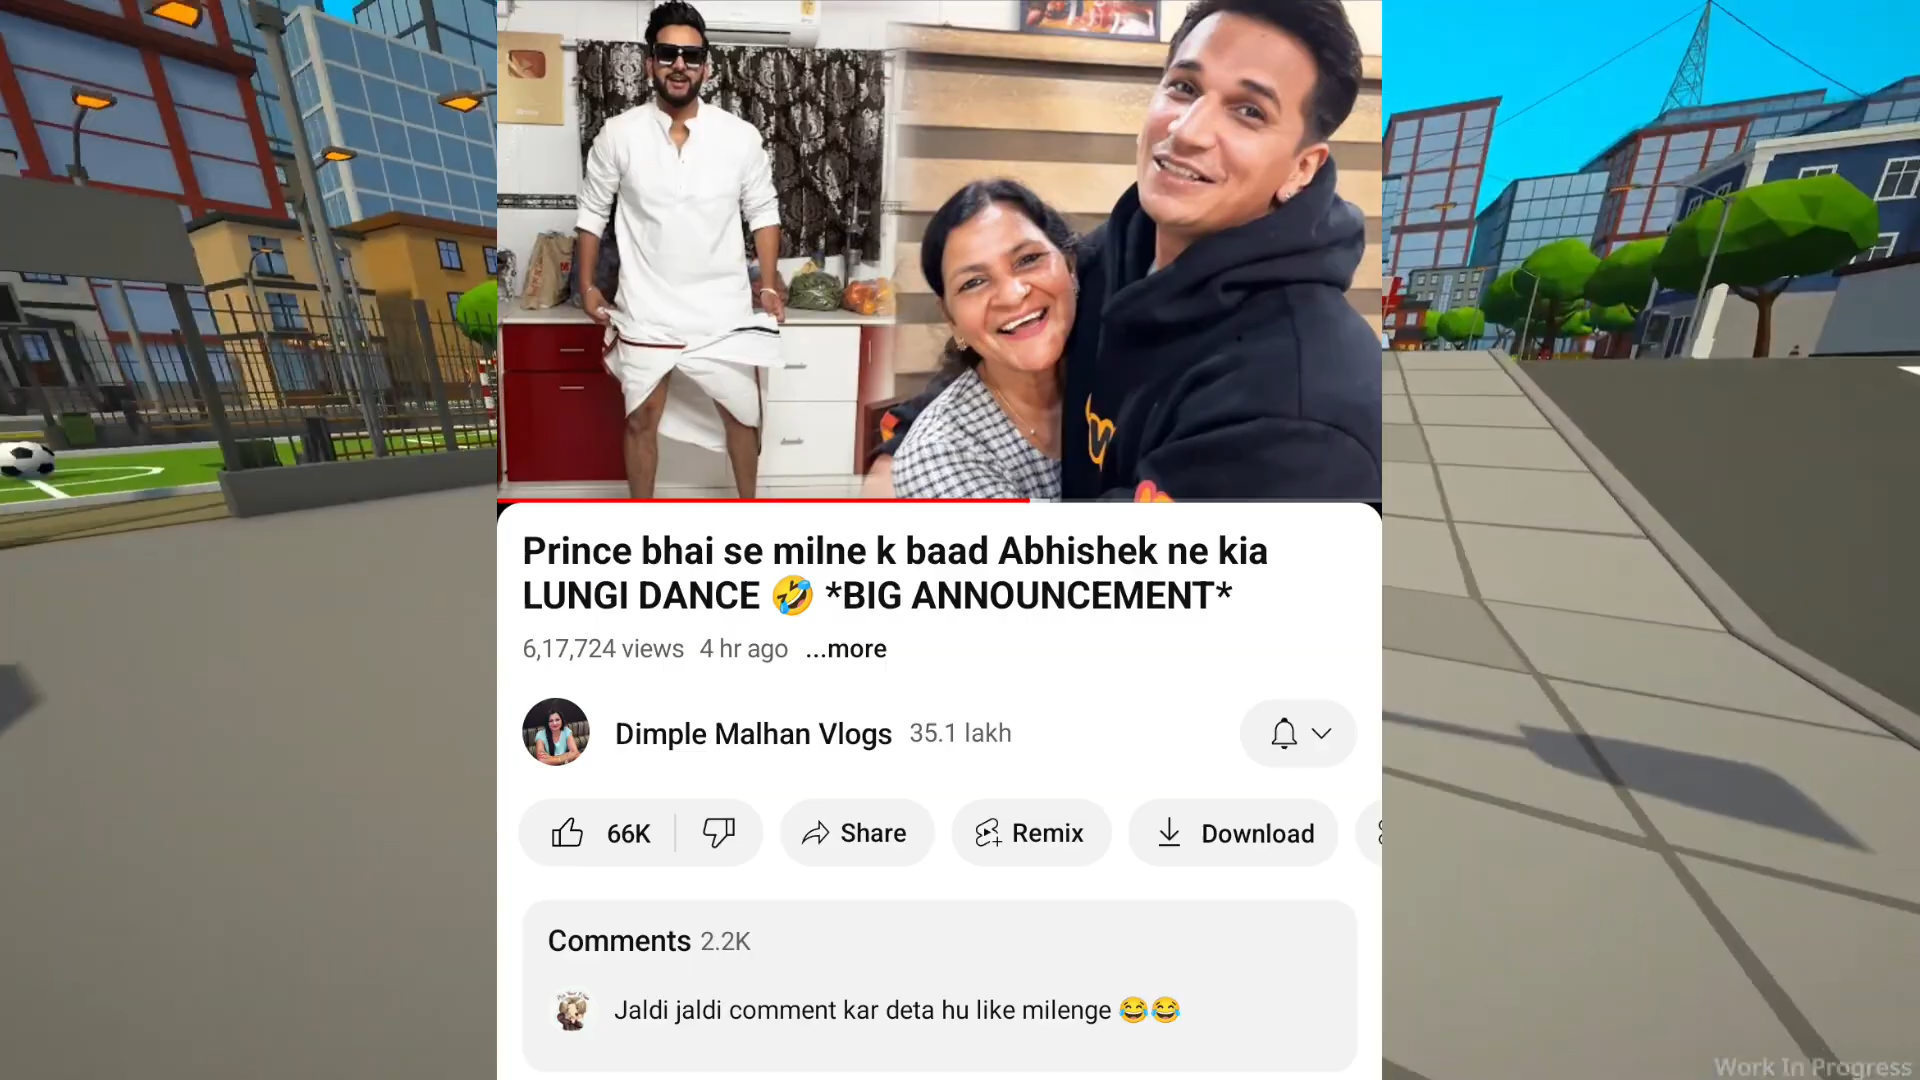 Prince bhai se milne k baad Abhishek ne kia
LUNGI DANCE 🤣 *BIG ANNOUNCEMENT*
6,17,724 views 4 hr ago ...more
Dimple Malhan Vlogs 35.1 lakh
66K Share Remix Download
Comments 2.2K
Jaldi jaldi comment kar deta hu like milenge 😂😂
Work In Progress